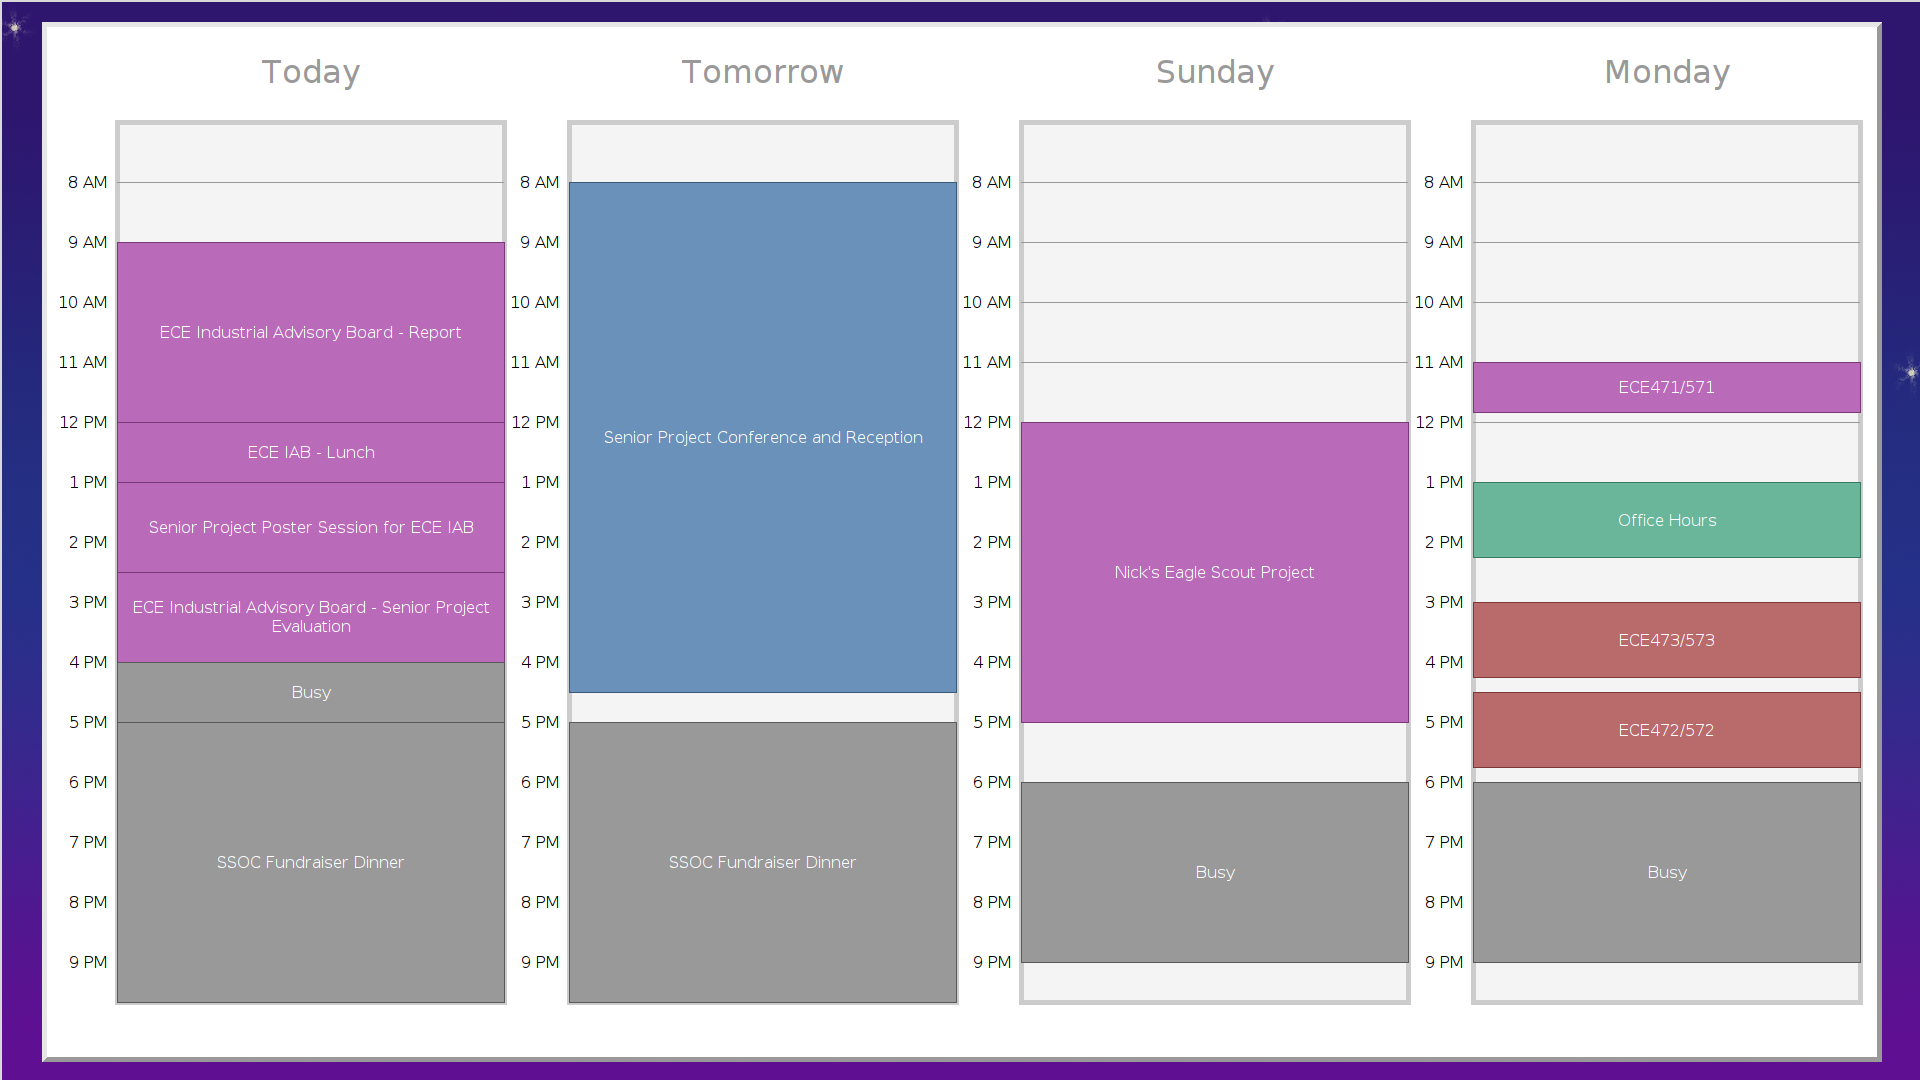 Today
Tomorrow
Sunday
Monday
8 AM
9 AM
10 AM
11 AM
12 PM
1 PM
2 PM
3 PM
4 PM
5 PM
6 PM
7 PM
8 PM
9 PM
ECE Industrial Advisory Board - Report
ECE IAB - Lunch
Senior Project Poster Session for ECE IAB
ECE Industrial Advisory Board - Senior Project
Evaluation
Busy
SSOC Fundraiser Dinner
8 AM
9 AM
10 AM
11 AM
12 PM
1 PM
2 PM
3 PM
4 PM
5 PM
6 PM
7 PM
8 PM
9 PM
Senior Project Conference and Reception
SSOC Fundraiser Dinner
8 AM
9 AM
10 AM
11 AM
12 PM
1 PM
2 PM
3 PM
4 PM
5 PM
6 PM
7 PM
8 PM
9 PM
Nick's Eagle Scout Project
Busy
8 AM
9 AM
10 AM
11 AM
12 PM
1 PM
2 PM
3 PM
4 PM
5 PM
6 PM
7 PM
8 PM
9 PM
ECE471/571
Office Hours
ECE473/573
ECE472/572
Busy